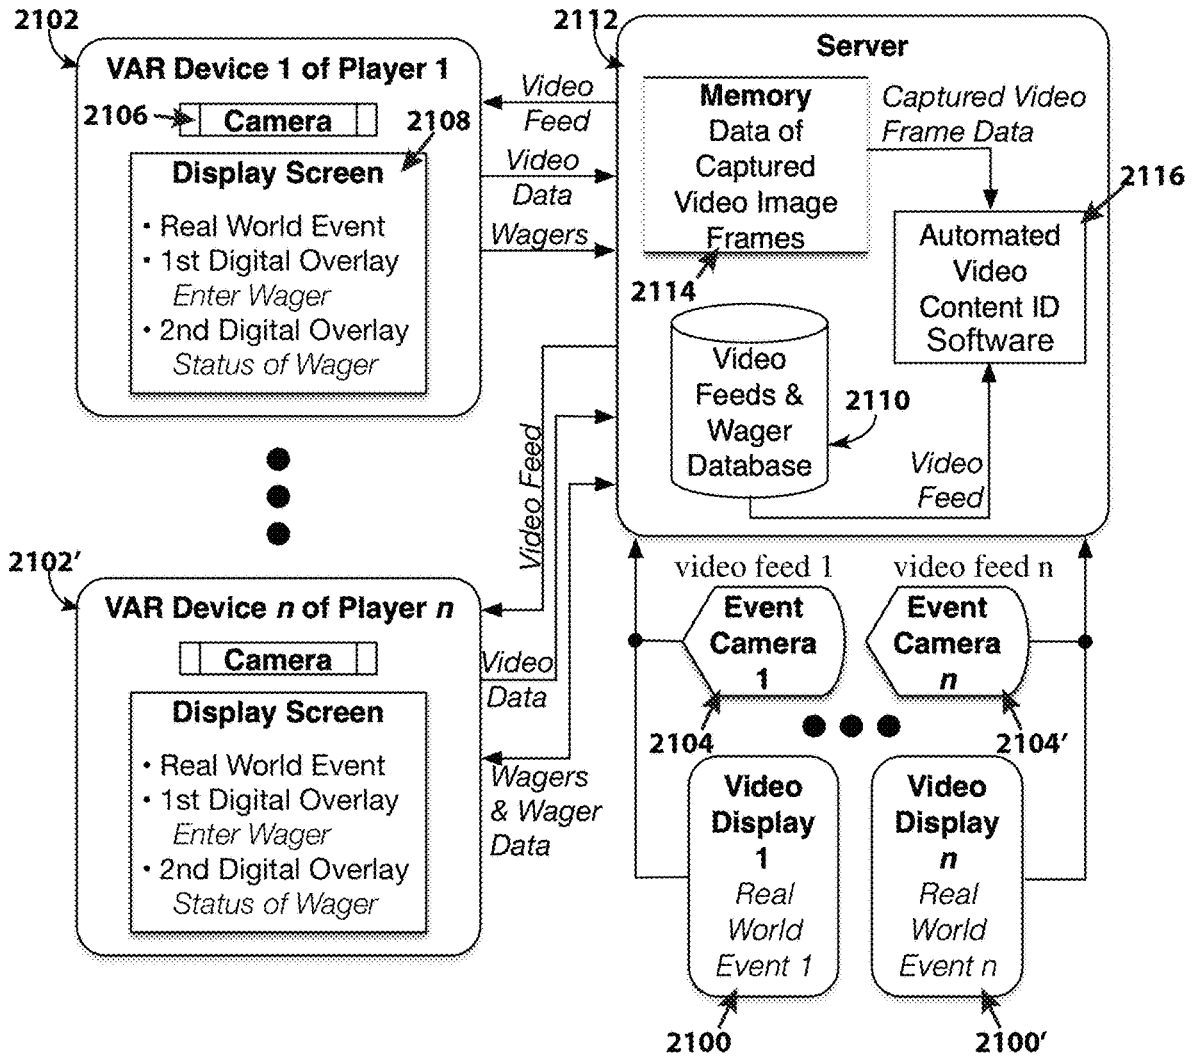 2102
VAR Device 1 of Player 1
2106
Camera
2108
Display Screen
• Real World Event
• 1st Digital Overlay
Enter Wager
• 2nd Digital Overlay
Status of Wager
Video
Feed
Video
Data
Wagers
2112
Server
Memory
Data of
Captured
Video Image
Frames
2114
Captured Video
Frame Data
2116
Automated
Video
Content ID
Software
Video
Feeds &
Wager
Database
2110
Video
Feed
Video Feed
2102'
VAR Device n of Player n
Camera
Display Screen
• Real World Event
• 1st Digital Overlay
Enter Wager
• 2nd Digital Overlay
Status of Wager
Video
Data
Wagers
& Wager
Data
video feed 1
Event
Camera
1
2104
video feed n
Event
Camera
n
2104'
Video
Display
1
Real
World
Event 1
2100
Video
Display
n
Real
World
Event n
2100'